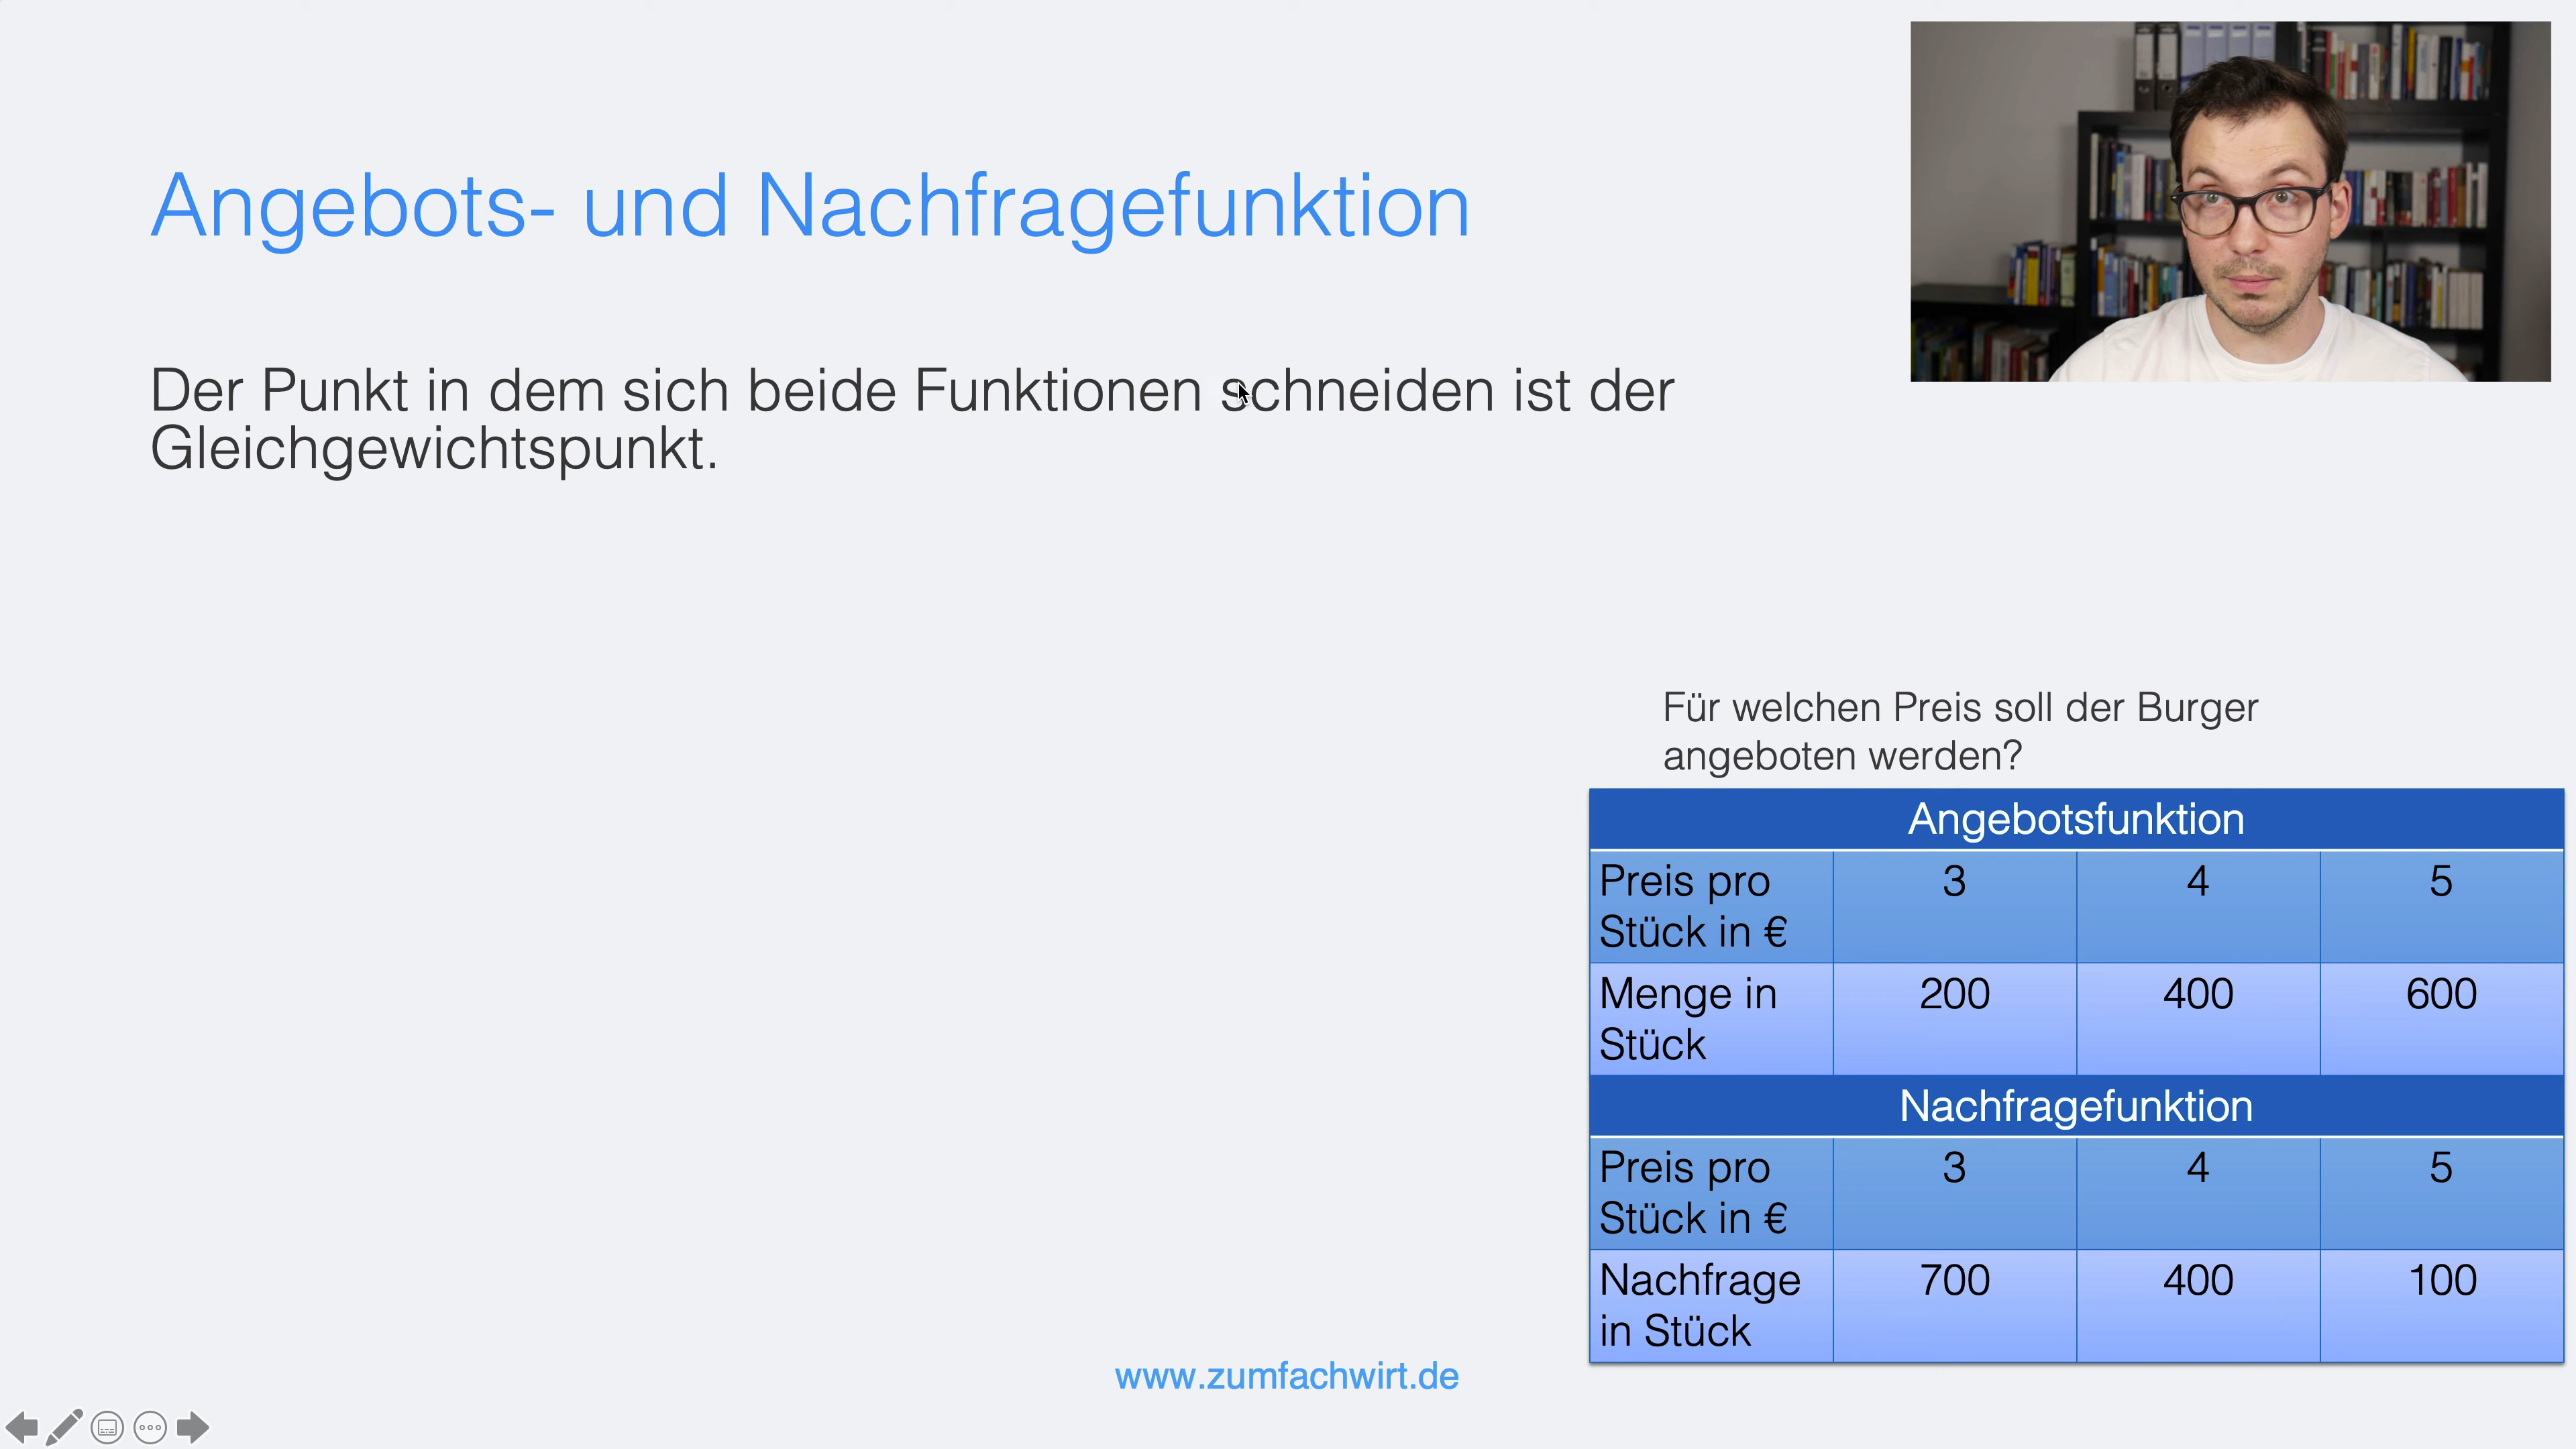 Angebots- und Nachfragefunktion
Der Punkt in dem sich beide Funktionen schneiden ist der
Gleichgewichtspunkt.
Für welchen Preis soll der Burger
angeboten werden?
Angebotsfunktion
Preis pro
Stück in €
3
4
5
Menge in
Stück
200
400
600
Nachfragefunktion
Preis pro
Stück in €
3
4
5
Nachfrage
in Stück
700
400
100
www.zumfachwirt.de